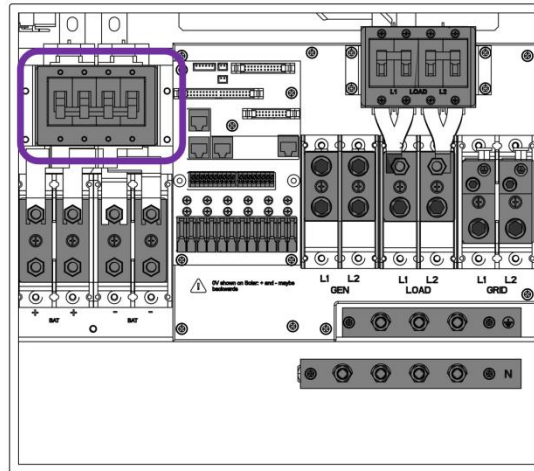 L1 LOAD L2
0V shown on Solar: + and - maybe
backwards
L1 L2 L1 L2 L1 L2
GEN LOAD GRID
+ + - -
BAT BAT
N